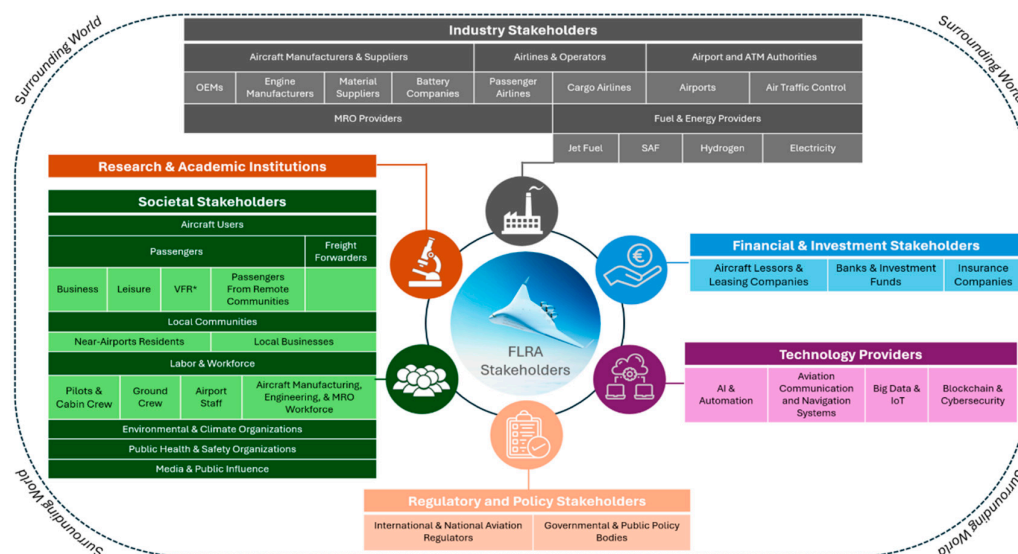 Surrounding World
Surrounding World
Industry Stakeholders
Aircraft Manufacturers & Suppliers
Airlines & Operators
Airport and ATM Authorities
OEMs
Engine
Manufacturers
Material
Suppliers
Battery
Companies
Passenger
Airlines
Cargo Airlines
Airports
Air Traffic Control
MRO Providers
Fuel & Energy Providers
Jet Fuel
SAF
Hydrogen
Electricity
Research & Academic Institutions
Societal Stakeholders
Aircraft Users
Passengers
Freight
Forwarders
Business
Leisure
VFR*
Passengers
From Remote
Communities
Local Communities
Near-Airports Residents
Local Businesses
Labor & Workforce
Pilots &
Cabin Crew
Ground
Crew
Airport
Staff
Aircraft Manufacturing,
Engineering, & MRO
Workforce
Environmental & Climate Organizations
Public Health & Safety Organizations
Media & Public Influence
FLRA
Stakeholders
€
Financial & Investment Stakeholders
Aircraft Lessors &
Leasing Companies
Banks & Investment
Funds
Insurance
Companies
Technology Providers
AI &
Automation
Aviation
Communication
and Navigation
Systems
Big Data &
IoT
Blockchain &
Cybersecurity
Regulatory and Policy Stakeholders
International & National Aviation
Regulators
Governmental & Public Policy
Bodies
Surrounding World
Surrounding World